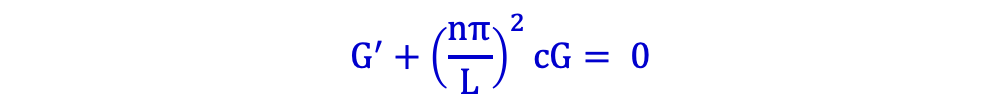 G′ + (nπ/L)² cG = 0